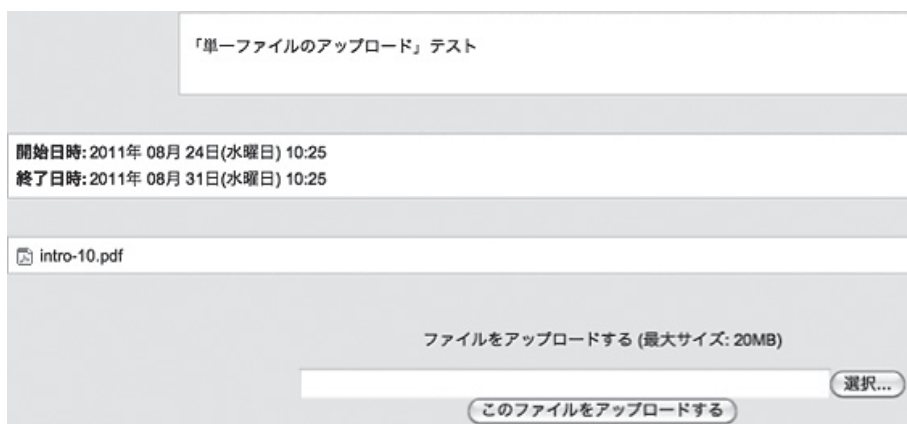 「単一ファイルのアップロード」テスト
開始日時: 2011年 08月 24日(水曜日) 10:25
終了日時: 2011年 08月 31日(水曜日) 10:25
intro-10.pdf
ファイルをアップロードする (最大サイズ: 20MB)
選択...
このファイルをアップロードする